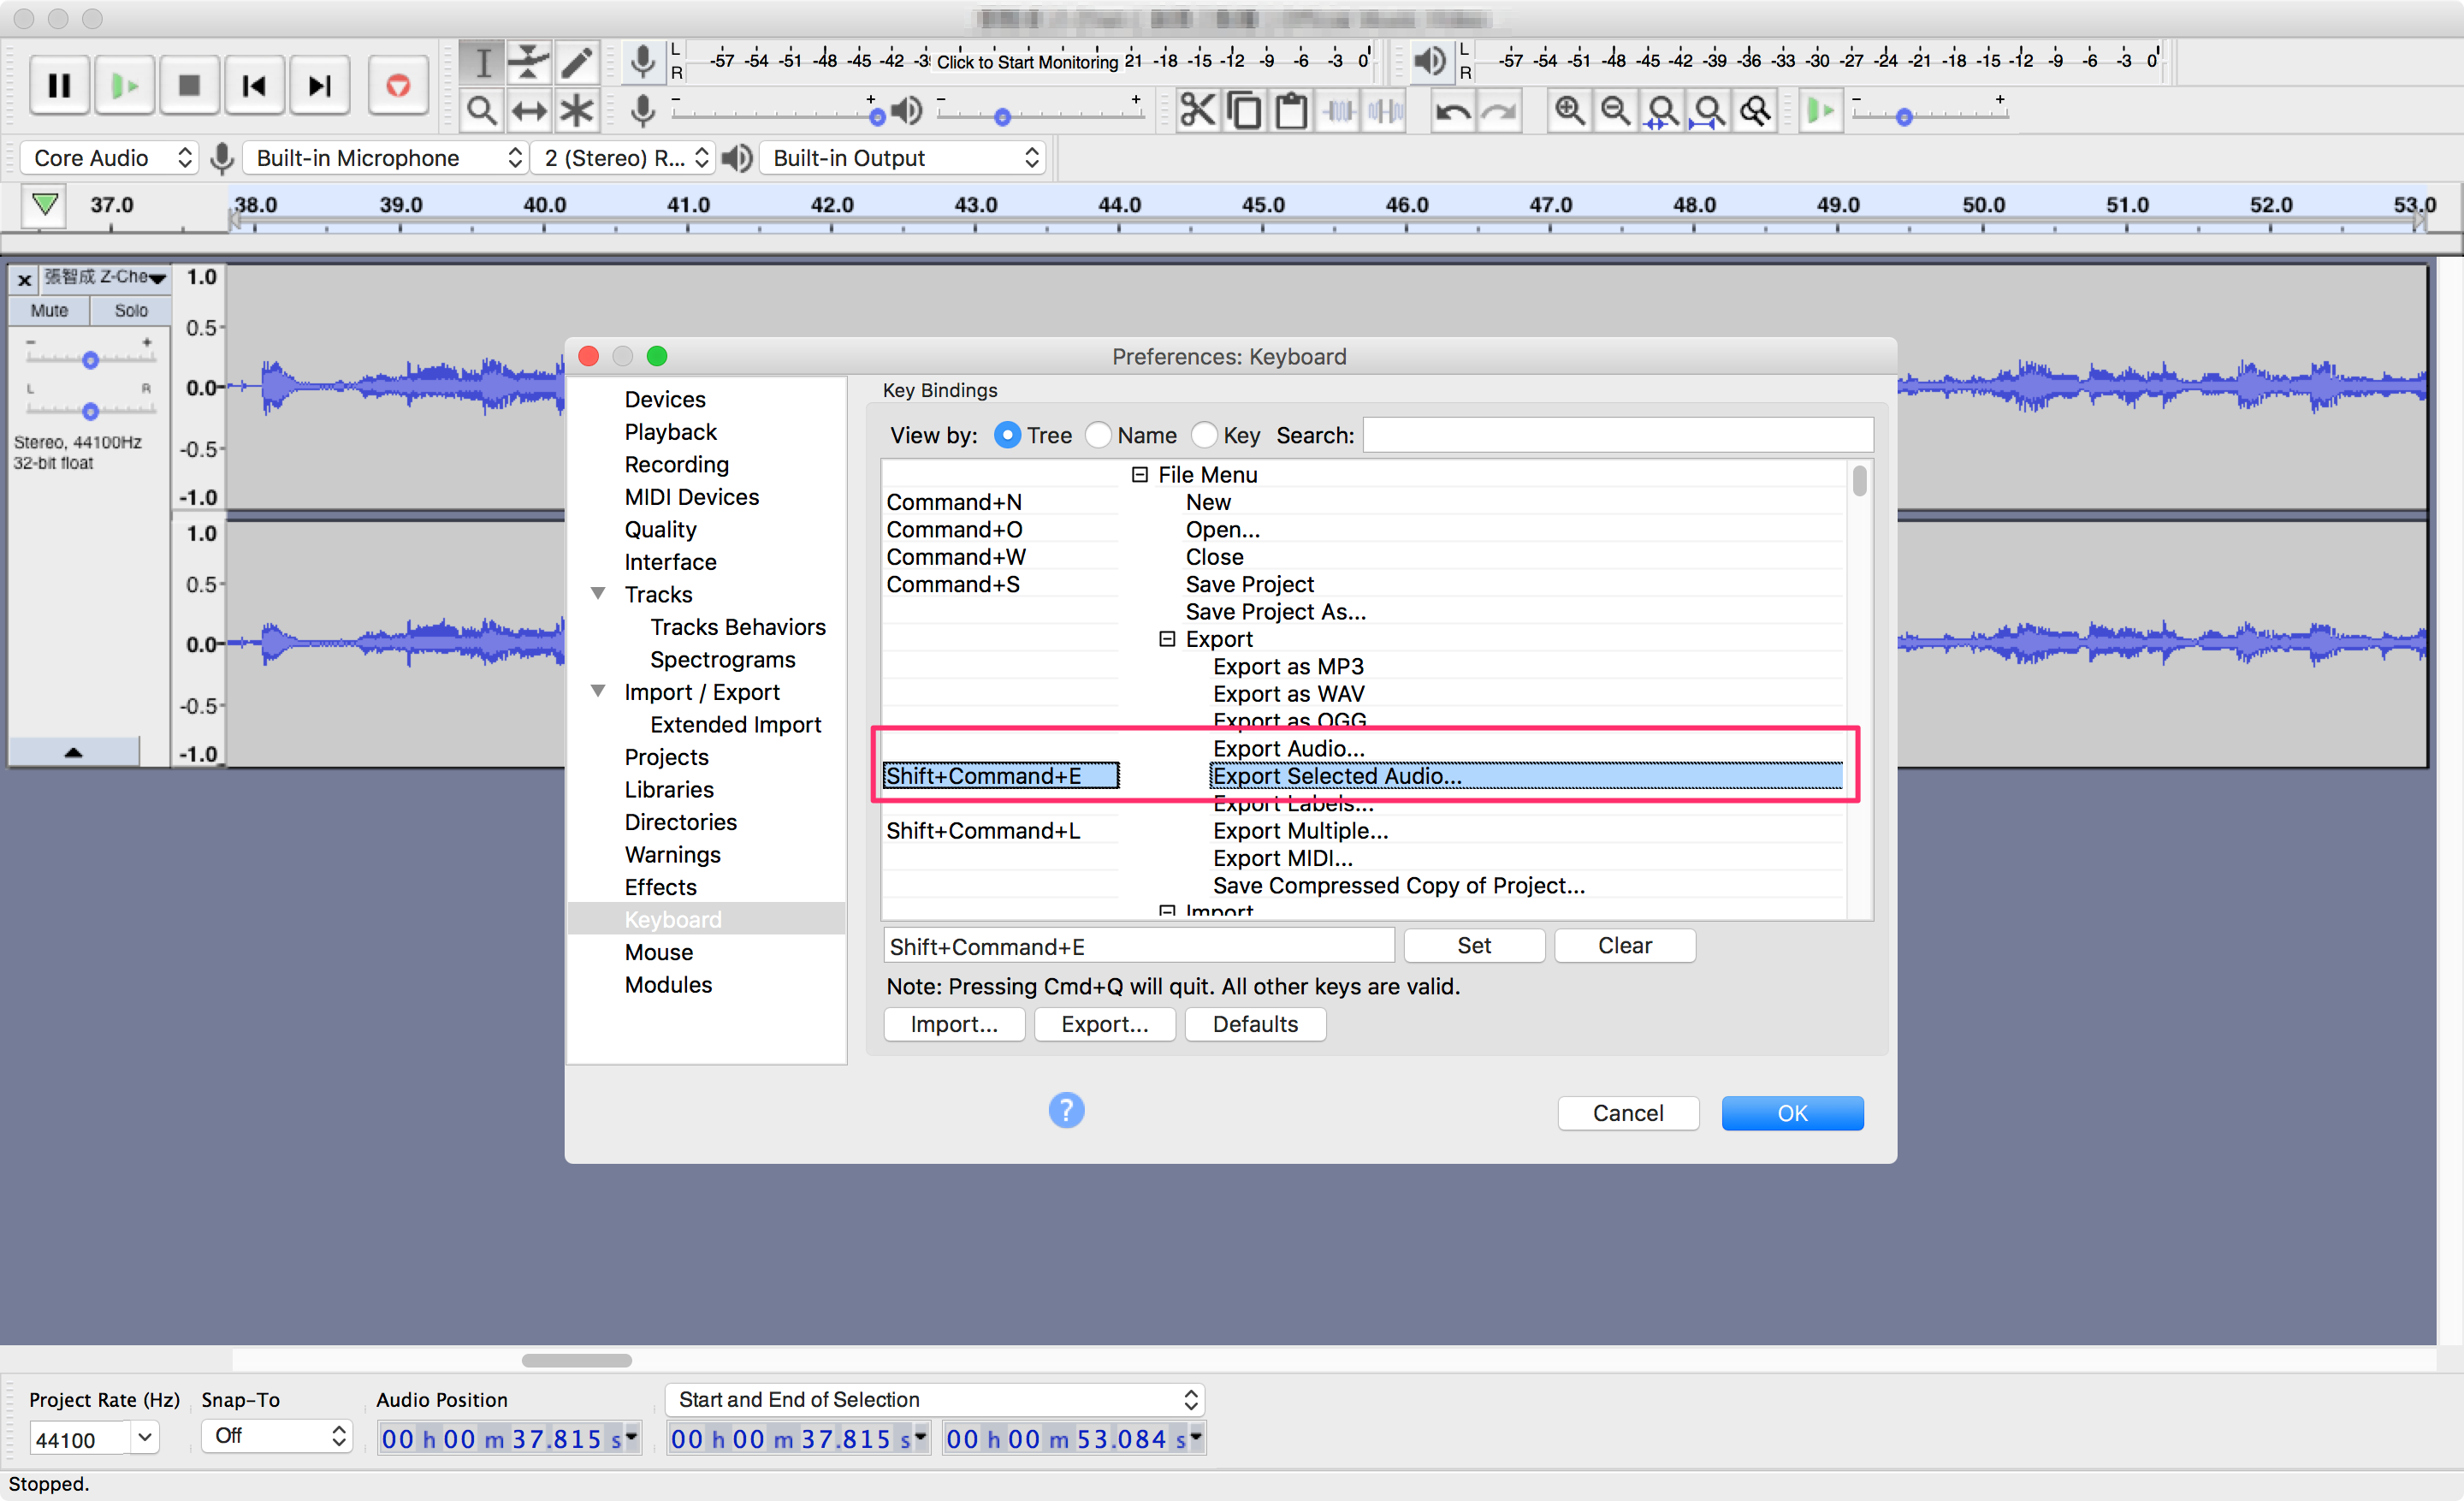 L
R
-57 -54 -51 -48 -45 -42 Click to Start Monitoring 21 -18 -15 -12 -9 -6 -3 0
L
R
-57 -54 -51 -48 -45 -42 -39 -36 -33 -30 -27 -24 -21 -18 -15 -12 -9 -6 -3 0
- + - + - +
Core Audio Built-in Microphone 2 (Stereo) R... Built-in Output
37.0 38.0 39.0 40.0 41.0 42.0 43.0 44.0 45.0 46.0 47.0 48.0 49.0 50.0 51.0 52.0 53.0
x 張智成 Z-Che
Mute Solo
- +
L R
Stereo, 44100Hz
32-bit float
1.0
0.5
0.0
-0.5
-1.0
1.0
0.5
0.0
-0.5
-1.0
Preferences: Keyboard
Devices
Playback
Recording
MIDI Devices
Quality
Interface
Tracks
Tracks Behaviors
Spectrograms
Import / Export
Extended Import
Projects
Libraries
Directories
Warnings
Effects
Keyboard
Mouse
Modules
Key Bindings
View by: Tree Name Key Search:
File Menu
Command+N New
Command+O Open...
Command+W Close
Command+S Save Project
Save Project As...
Export
Export as MP3
Export as WAV
Export as OGG
Export Audio...
Shift+Command+E Export Selected Audio...
Export Labels...
Shift+Command+L Export Multiple...
Export MIDI...
Save Compressed Copy of Project...
Import
Shift+Command+E Set Clear
Note: Pressing Cmd+Q will quit. All other keys are valid.
Import... Export... Defaults
? Cancel OK
Project Rate (Hz) Snap-To Audio Position Start and End of Selection
44100 Off 00 h 00 m 37.815 s 00 h 00 m 37.815 s 00 h 00 m 53.084 s
Stopped.